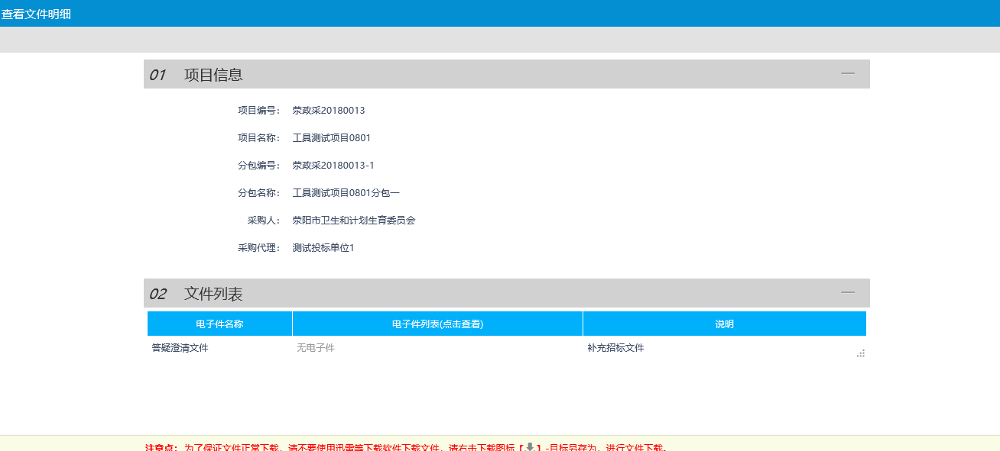 查看文件明细
01 项目信息
项目编号： 荥政采20180013
项目名称： 工具测试项目0801
分包编号： 荥政采20180013-1
分包名称： 工具测试项目0801分包一
采购人： 荥阳市卫生和计划生育委员会
采购代理： 测试投标单位1
02 文件列表
电子件名称 电子件列表(点击查看) 说明
答疑澄清文件 无电子件 补充招标文件
注意点：为了保证文件正常下载，请不要使用迅雷等下载软件下载文件，请右击下载图标【】-目标另存为，进行文件下载。